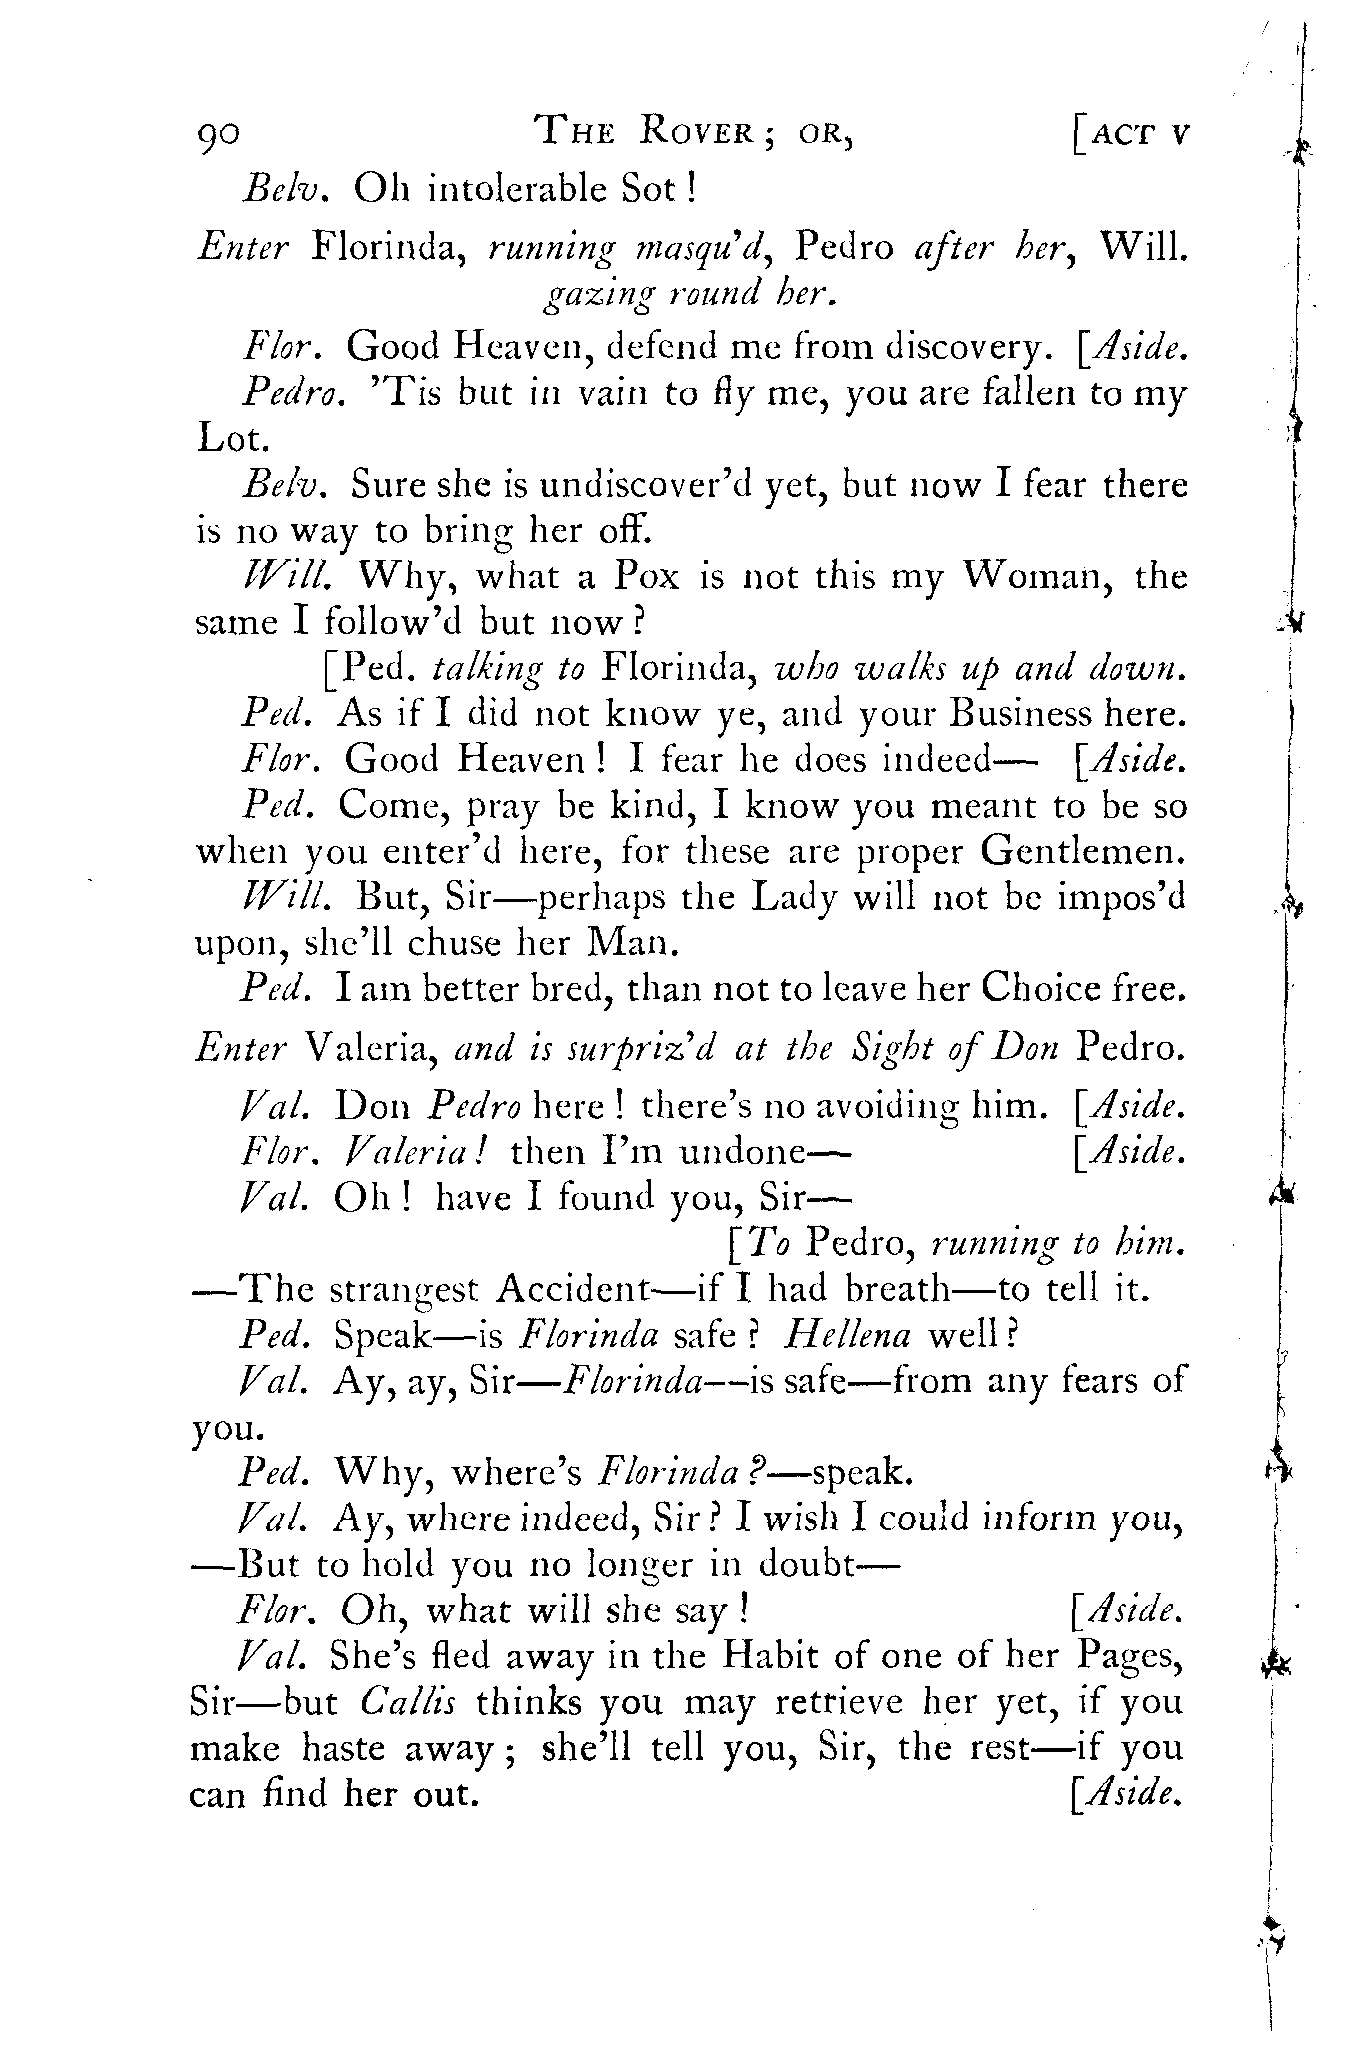 90 THE ROVER; OR, [ACT V
Belv. Oh intolerable Sot!
Enter Florinda, running masqu'd, Pedro after her, Will.
gazing round her.
Flor. Good Heaven, defend me from discovery. [Aside.
Pedro. 'Tis but in vain to fly me, you are fallen to my
Lot.
Belv. Sure she is undiscover'd yet, but now I fear there
is no way to bring her off.
Will. Why, what a Pox is not this my Woman, the
same I follow'd but now?
[Ped. talking to Florinda, who walks up and down.
Ped. As if I did not know ye, and your Business here.
Flor. Good Heaven! I fear he does indeed— [Aside.
Ped. Come, pray be kind, I know you meant to be so
when you enter'd here, for these are proper Gentlemen.
Will. But, Sir—perhaps the Lady will not be impos'd
upon, she'll chuse her Man.
Ped. I am better bred, than not to leave her Choice free.
Enter Valeria, and is surpriz'd at the Sight of Don Pedro.
Val. Don Pedro here! there's no avoiding him. [Aside.
Flor. Valeria! then I'm undone— [Aside.
Val. Oh! have I found you, Sir—
[To Pedro, running to him.
—The strangest Accident—if I had breath—to tell it.
Ped. Speak—is Florinda safe? Hellena well?
Val. Ay, ay, Sir—Florinda—is safe—from any fears of
you.
Ped. Why, where's Florinda?—speak.
Val. Ay, where indeed, Sir? I wish I could inform you,
—But to hold you no longer in doubt—
Flor. Oh, what will she say! [Aside.
Val. She's fled away in the Habit of one of her Pages,
Sir—but Callis thinks you may retrieve her yet, if you
make haste away; she'll tell you, Sir, the rest—if you
can find her out. [Aside.